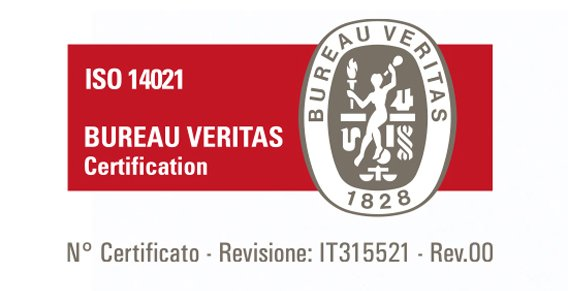 ISO 14021
BUREAU VERITAS
Certification
BUREAU VERITAS
1828
N° Certificato - Revisione: IT315521 - Rev.00